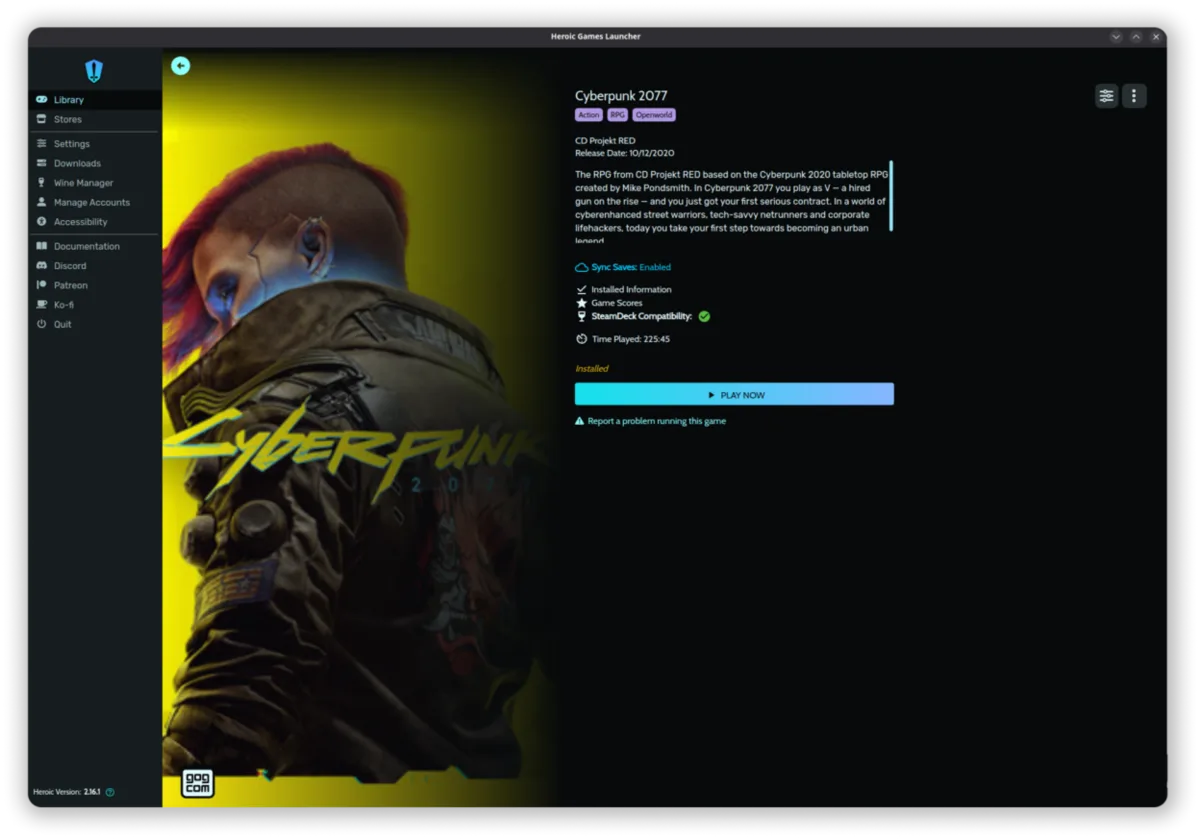 Heroic Games Launcher
Library
Stores
Settings
Downloads
Wine Manager
Manage Accounts
Accessibility
Documentation
Discord
Patreon
Ko-fi
Quit
Heroic Version: 2.16.1
CYBERPUNK
2 0
gog
com
Cyberpunk 2077
Action RPG Openworld
CD Projekt RED
Release Date: 10/12/2020
The RPG from CD Projekt RED based on the Cyberpunk 2020 tabletop RPG
created by Mike Pondsmith. In Cyberpunk 2077 you play as V — a hired
gun on the rise — and you just got your first serious contract. In a world of
cyberenhanced street warriors, tech-savvy netrunners and corporate
lifehackers, today you take your first step towards becoming an urban
legend
Sync Saves: Enabled
Installed Information
Game Scores
SteamDeck Compatibility:
Time Played: 225:45
Installed
PLAY NOW
Report a problem running this game